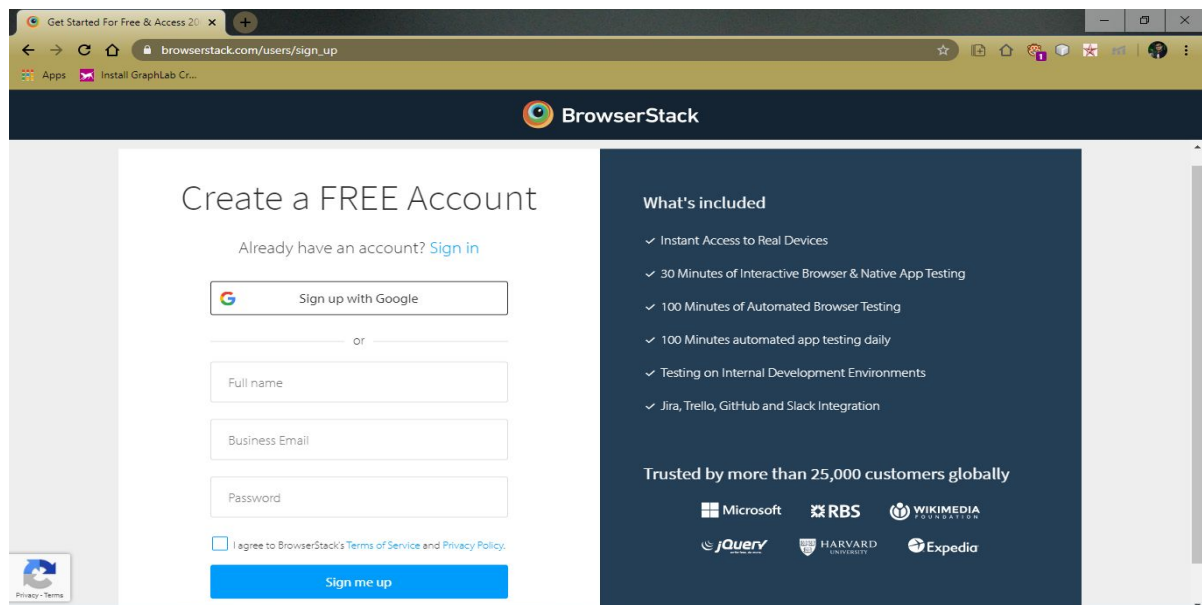 Get Started For Free & Access 20
browserstack.com/users/sign_up
Apps Install GraphLab Cr...
BrowserStack
Create a FREE Account
Already have an account? Sign in
Sign up with Google
or
Full name
Business Email
Password
I agree to BrowserStack's Terms of Service and Privacy Policy.
Sign me up
Privacy - Terms
What's included
✓ Instant Access to Real Devices
✓ 30 Minutes of Interactive Browser & Native App Testing
✓ 100 Minutes of Automated Browser Testing
✓ 100 Minutes automated app testing daily
✓ Testing on Internal Development Environments
✓ Jira, Trello, GitHub and Slack Integration
Trusted by more than 25,000 customers globally
Microsoft RBS WIKIMEDIA
FOUNDATION
jQuery HARVARD
UNIVERSITY
Expedia